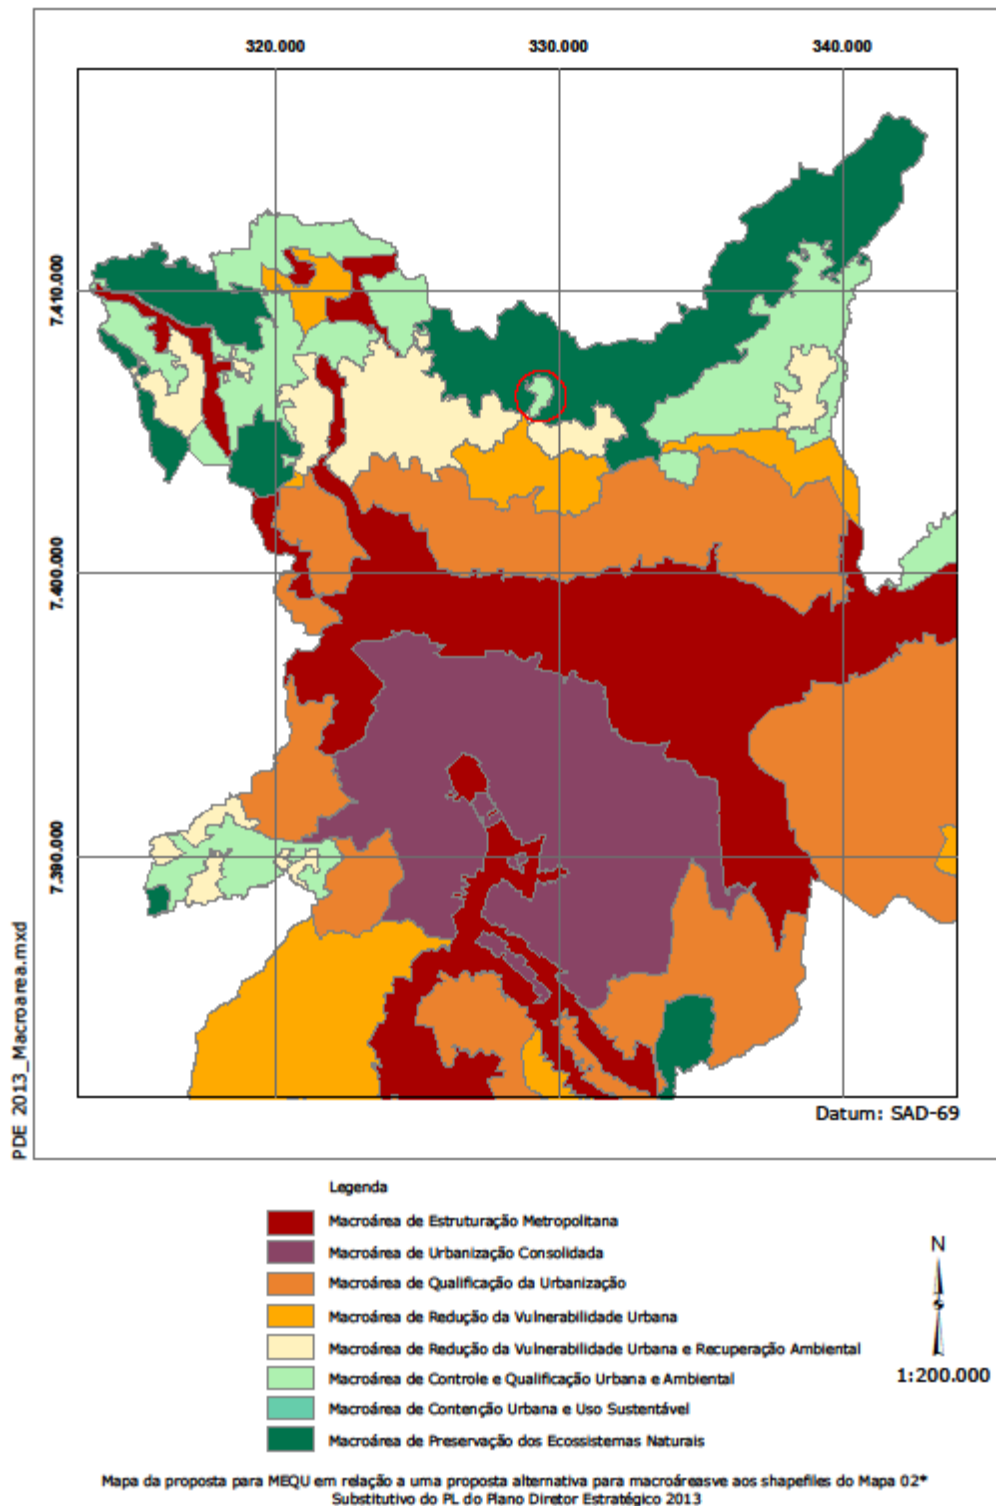 320.000 330.000 340.000
7.410.000
7.400.000
7.390.000
PDE 2013_Macroarea.mxd
Datum: SAD-69
Legenda
Macroárea de Estruturação Metropolitana
Macroárea de Urbanização Consolidada
Macroárea de Qualificação da Urbanização
Macroárea de Redução da Vulnerabilidade Urbana
Macroárea de Redução da Vulnerabilidade Urbana e Recuperação Ambiental
Macroárea de Controle e Qualificação Urbana e Ambiental
Macroárea de Contenção Urbana e Uso Sustentável
Macroárea de Preservação dos Ecossistemas Naturais
N
1:200.000
Mapa da proposta para MEQU em relação a uma proposta alternativa para macroáreasve aos shapefiles do Mapa 02*
Substitutivo do PL do Plano Diretor Estratégico 2013